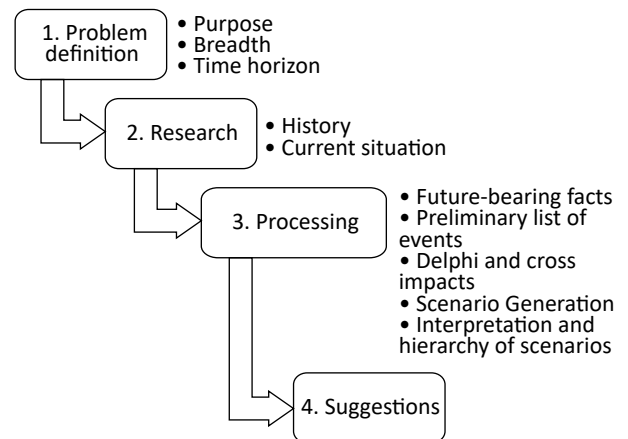 1. Problem
definition
• Purpose
• Breadth
• Time horizon
2. Research
• History
• Current situation
3. Processing
• Future-bearing facts
• Preliminary list of
events
• Delphi and cross
impacts
• Scenario Generation
• Interpretation and
hierarchy of scenarios
4. Suggestions